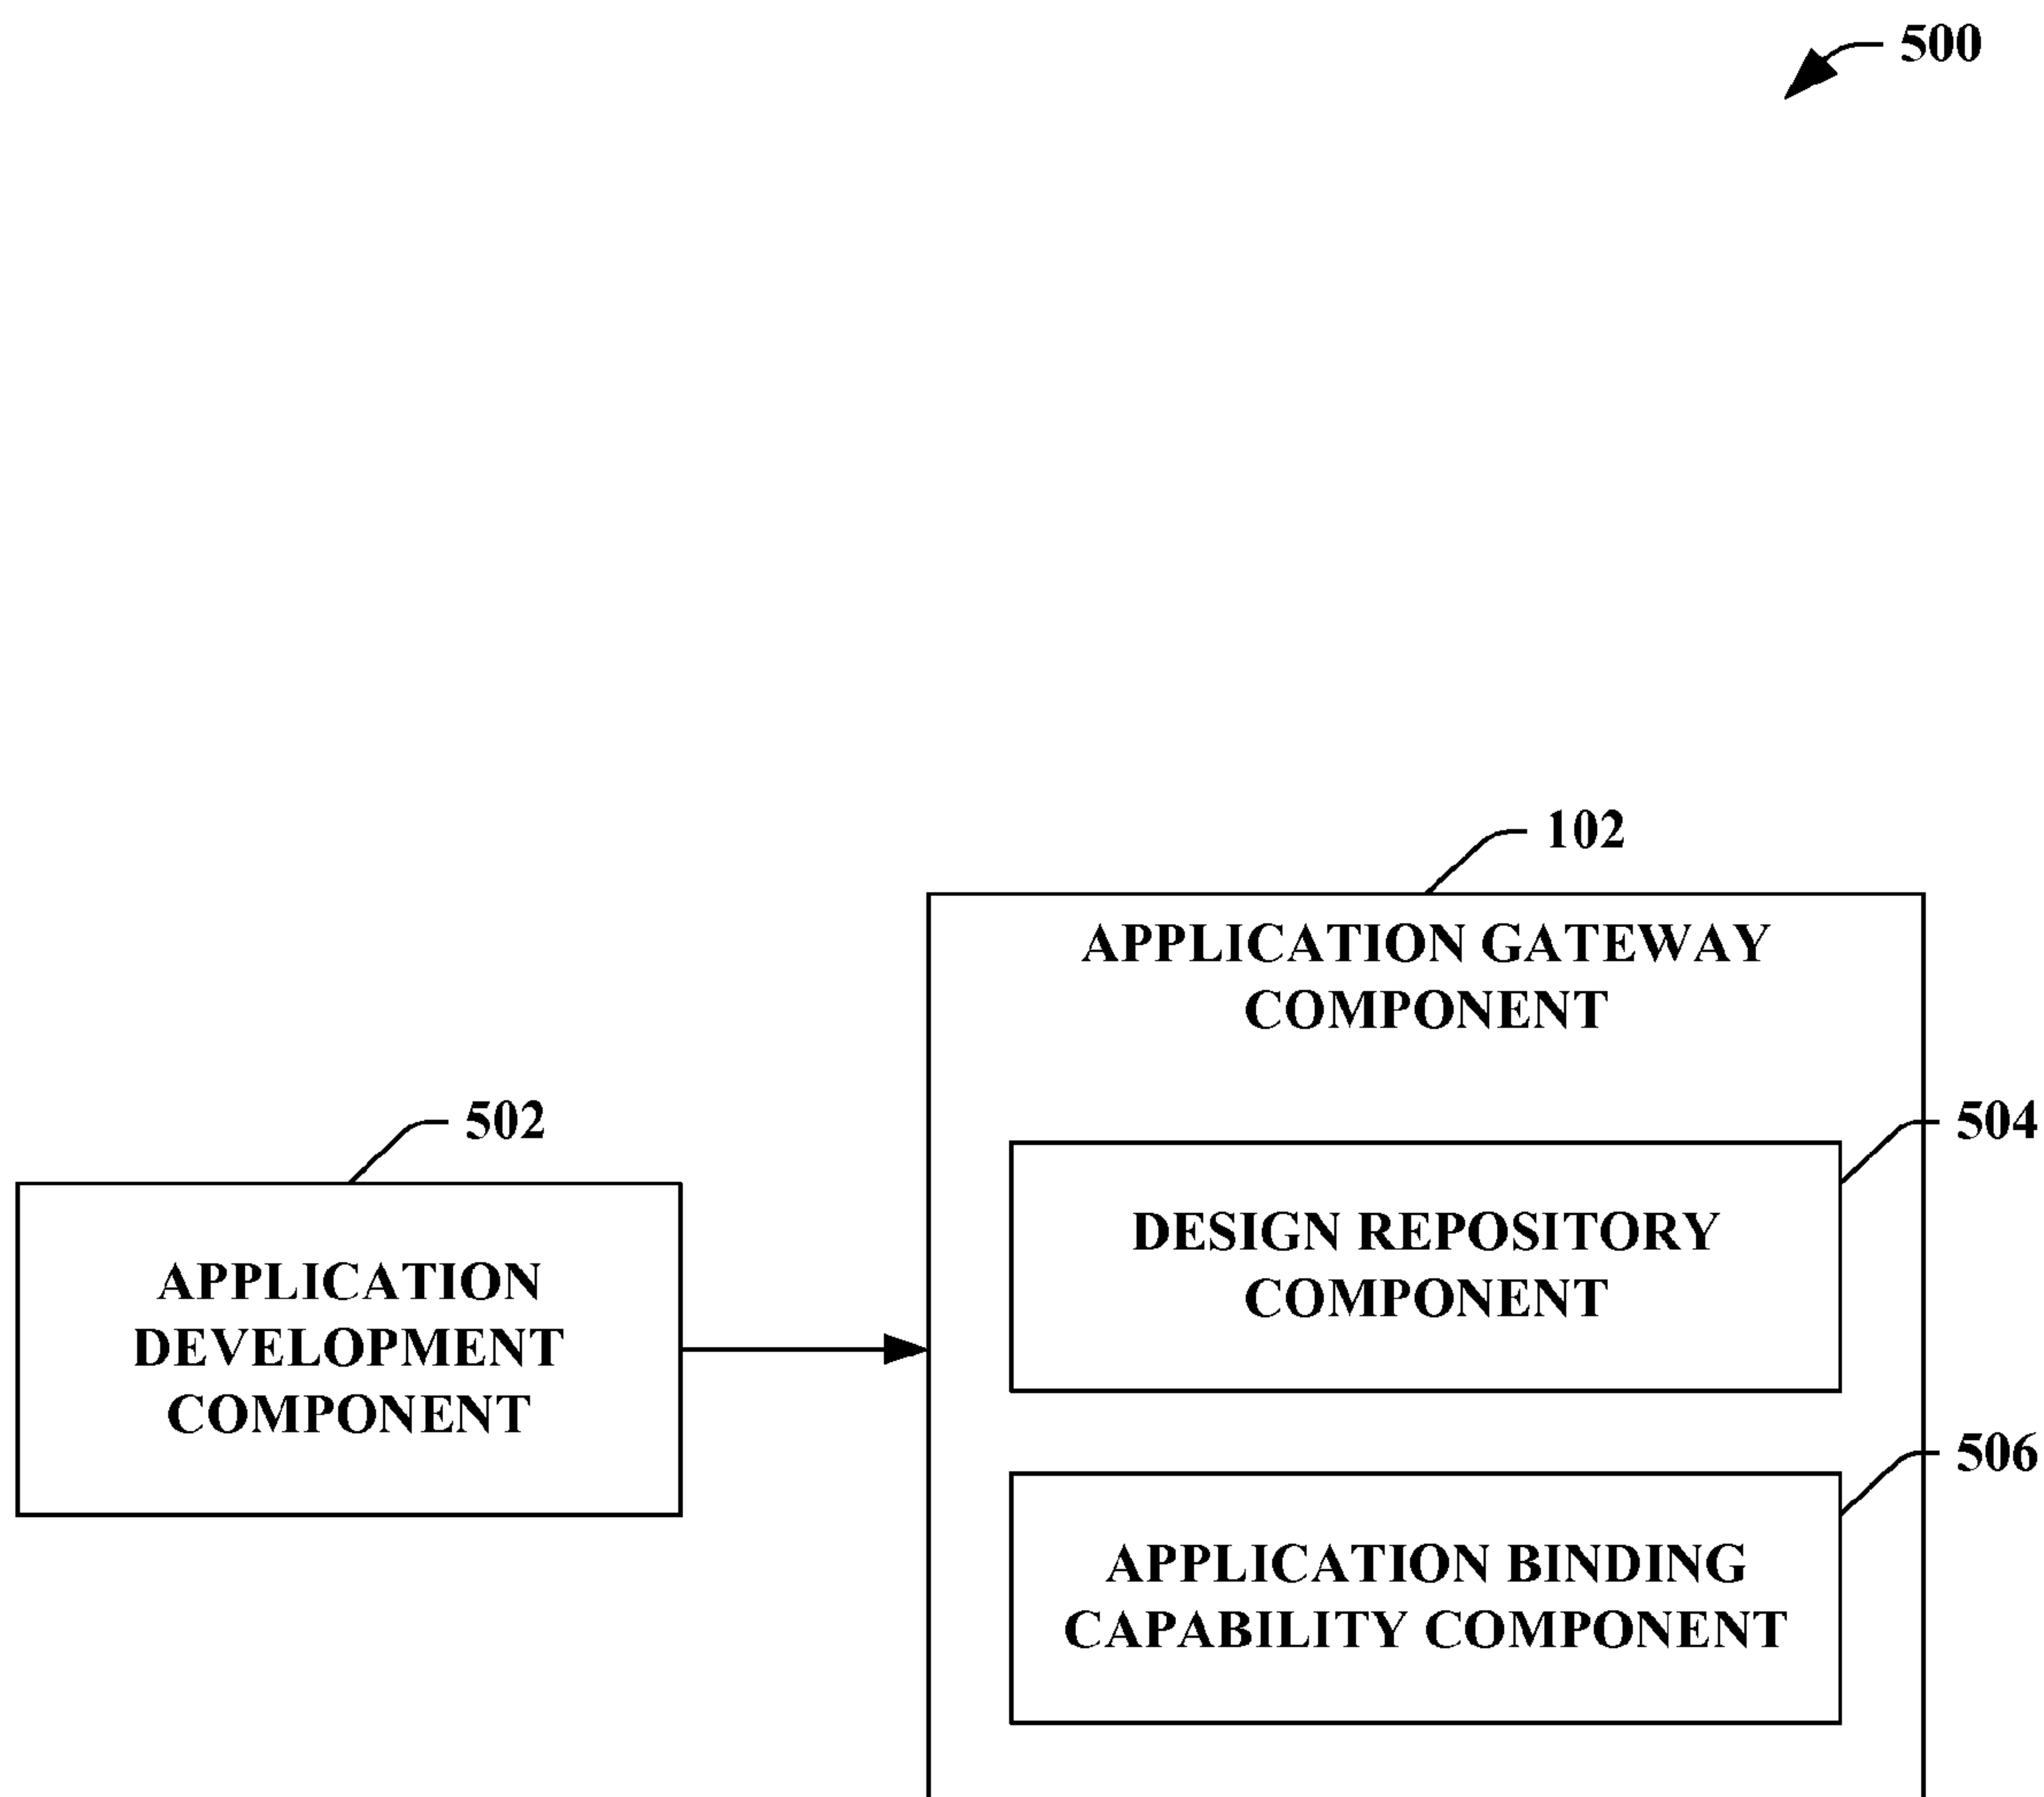 500
102
APPLICATION GATEWAY
COMPONENT
502
504
DESIGN REPOSITORY
COMPONENT
APPLICATION
DEVELOPMENT
COMPONENT
506
APPLICATION BINDING
CAPABILITY COMPONENT